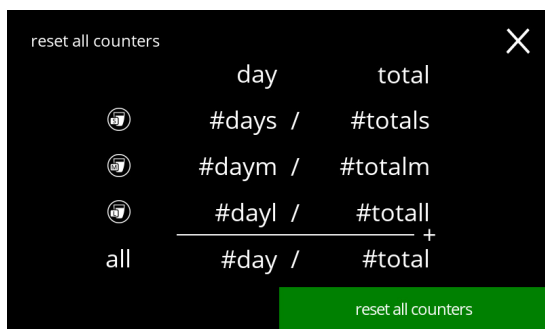 reset all counters
day total
S #days / #totals
M #daym / #totalm
L #dayl / #totall
+
all #day / #total
reset all counters